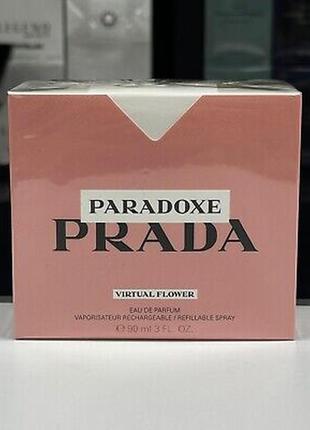 PARADOXE
PRADA
VIRTUAL FLOWER
EAU DE PARFUM
VAPORISATEUR RECHARGEABLE / REFILLABLE SPRAY
℮ 90 ml 3 FL. OZ.